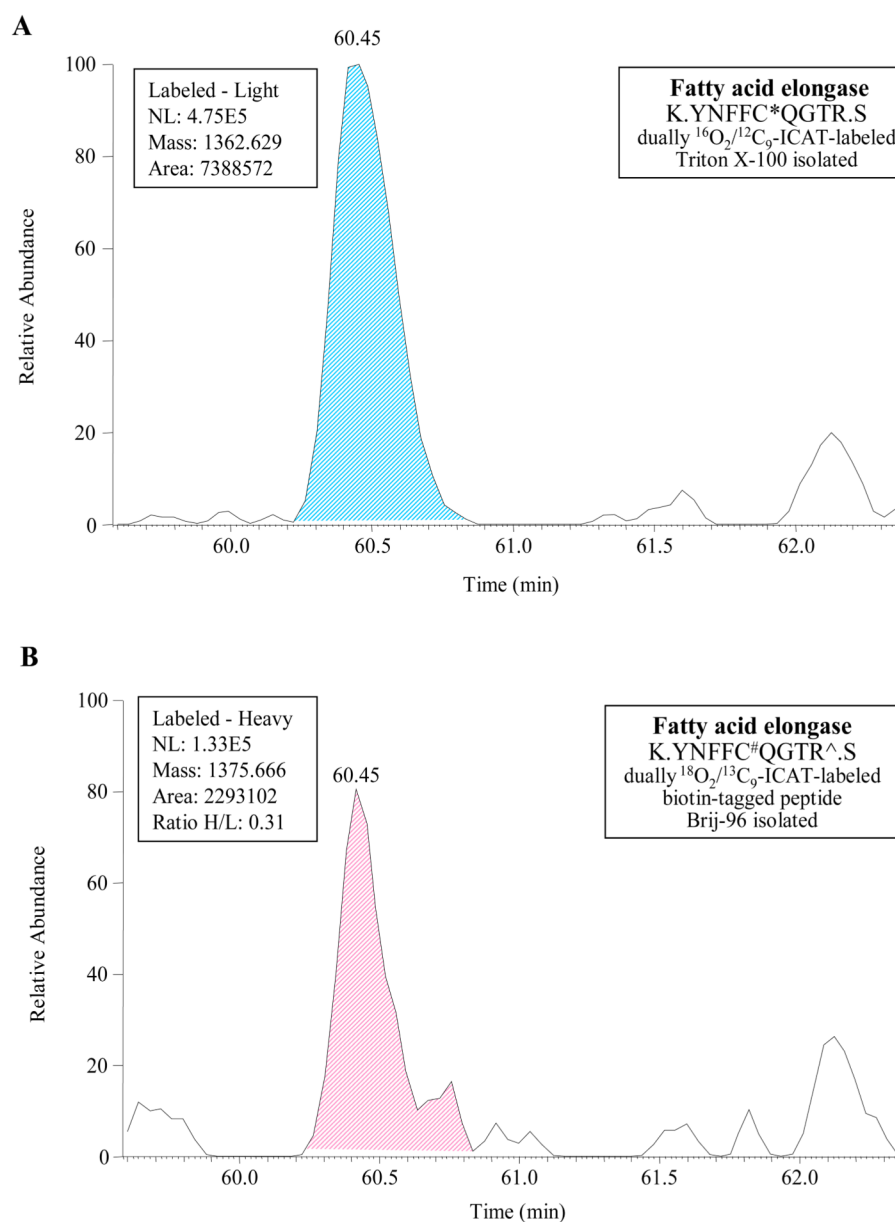 A
60.45
100
80
60
40
20
0
Relative Abundance
Labeled - Light
NL: 4.75E5
Mass: 1362.629
Area: 7388572
Fatty acid elongase
K.YNFFC*QGTR.S
dually ¹⁶O₂/¹²C₉-ICAT-labeled
Triton X-100 isolated
60.0
60.5
61.0
61.5
62.0
Time (min)
B
60.45
100
80
60
40
20
0
Relative Abundance
Labeled - Heavy
NL: 1.33E5
Mass: 1375.666
Area: 2293102
Ratio H/L: 0.31
Fatty acid elongase
K.YNFFC#QGTR^.S
dually ¹⁸O₂/¹³C₉-ICAT-labeled
biotin-tagged peptide
Brij-96 isolated
60.0
60.5
61.0
61.5
62.0
Time (min)